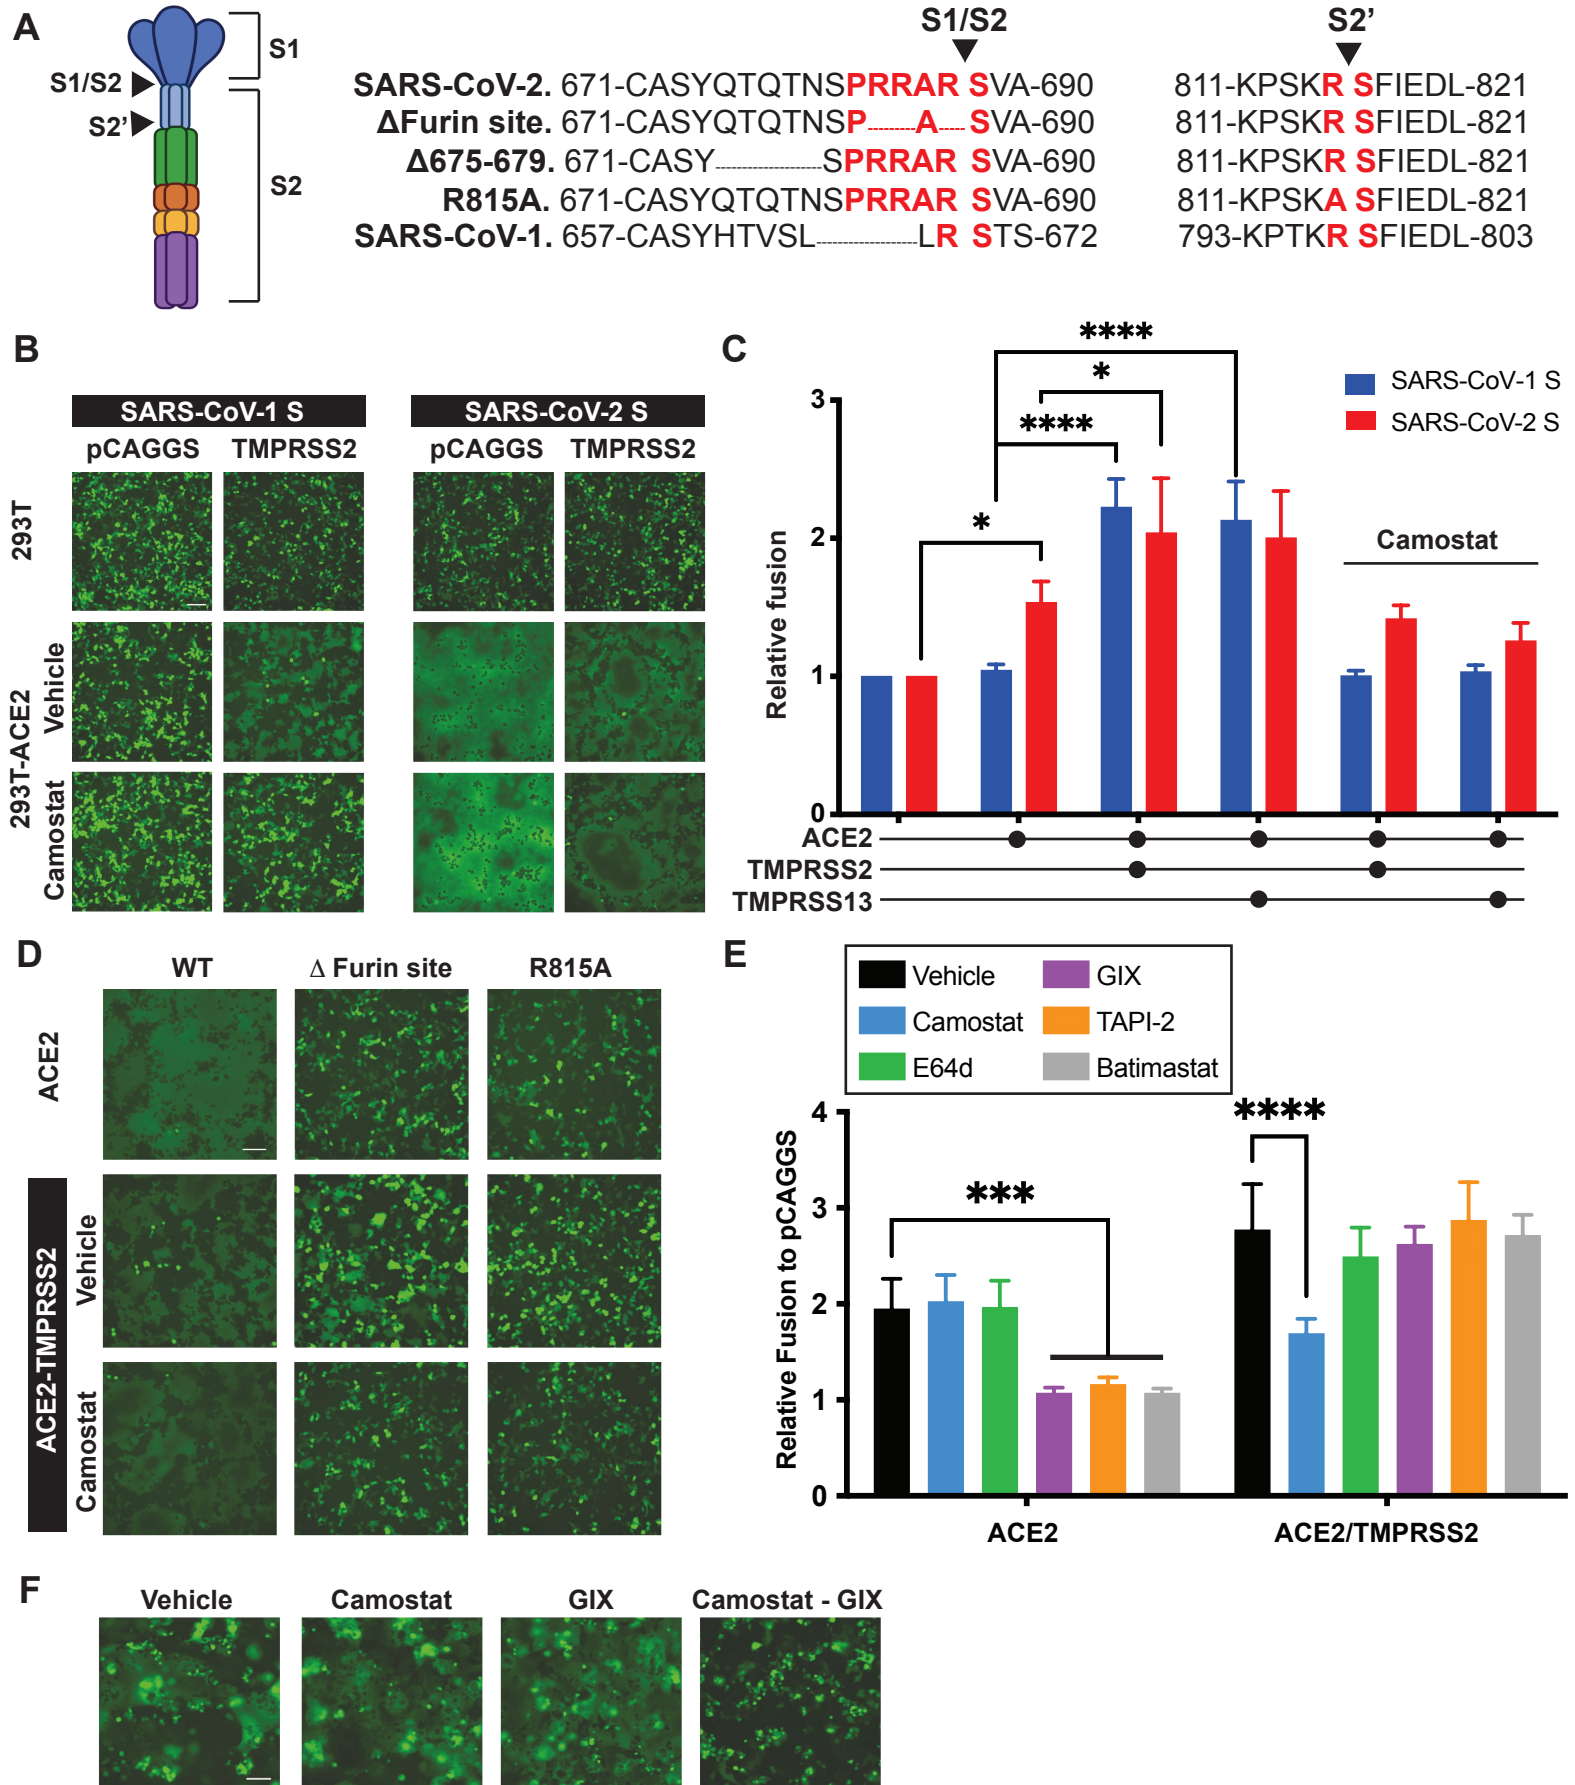 A
S1
S1/S2
S2'
S2
S1/S2
S2'
SARS-CoV-2. 671-CASYQTQTNSPRRAR SVA-690 811-KPSKR SFIEDL-821
ΔFurin site. 671-CASYQTQTNSP---------A----- SVA-690 811-KPSKR SFIEDL-821
Δ675-679. 671-CASY....................SPRRAR SVA-690 811-KPSKR SFIEDL-821
R815A. 671-CASYQTQTNSPRRAR SVA-690 811-KPSKA SFIEDL-821
SARS-CoV-1. 657-CASYHTVSL-------------------LR STS-672 793-KPTKR SFIEDL-803
B
SARS-CoV-1 S
SARS-CoV-2 S
pCAGGS
TMPRSS2
pCAGGS
TMPRSS2
293T
293T-ACE2
Vehicle
Camostat
C
SARS-CoV-1 S
SARS-CoV-2 S
****
*
****
*
Camostat
Relative fusion
3
2
1
0
ACE2
TMPRSS2
TMPRSS13
D
WT
Δ Furin site
R815A
ACE2
ACE2-TMPRSS2
Vehicle
Camostat
E
Vehicle
GIX
Camostat
TAPI-2
E64d
Batimastat
Relative Fusion to pCAGGS
4
3
2
1
0
***
****
ACE2
ACE2/TMPRSS2
F
Vehicle
Camostat
GIX
Camostat - GIX